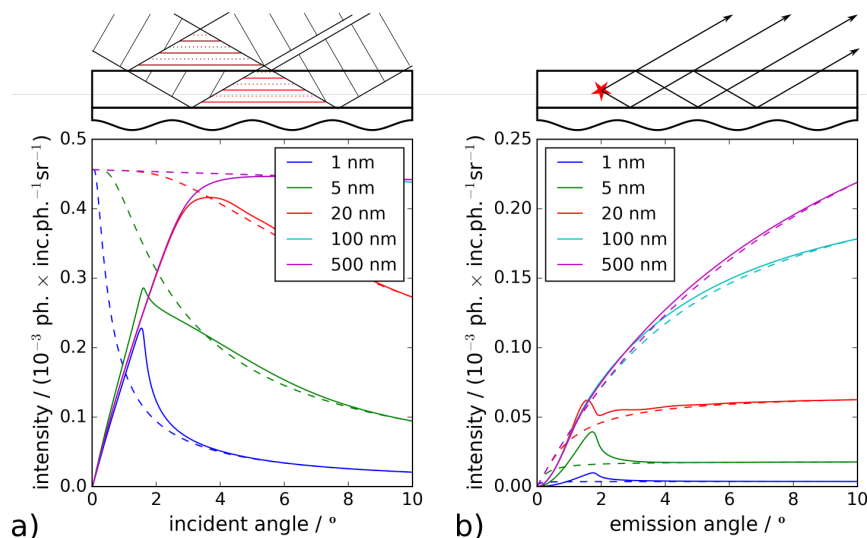 0.5
0.4
0.3
0.2
0.1
0.0
intensity / (10⁻³ ph. × inc.ph.⁻¹sr⁻¹)
1 nm
5 nm
20 nm
100 nm
500 nm
0 2 4 6 8 10
a) incident angle / °
0.25
0.20
0.15
0.10
0.05
0.00
intensity / (10⁻³ ph. × inc.ph.⁻¹sr⁻¹)
1 nm
5 nm
20 nm
100 nm
500 nm
0 2 4 6 8 10
b) emission angle / °